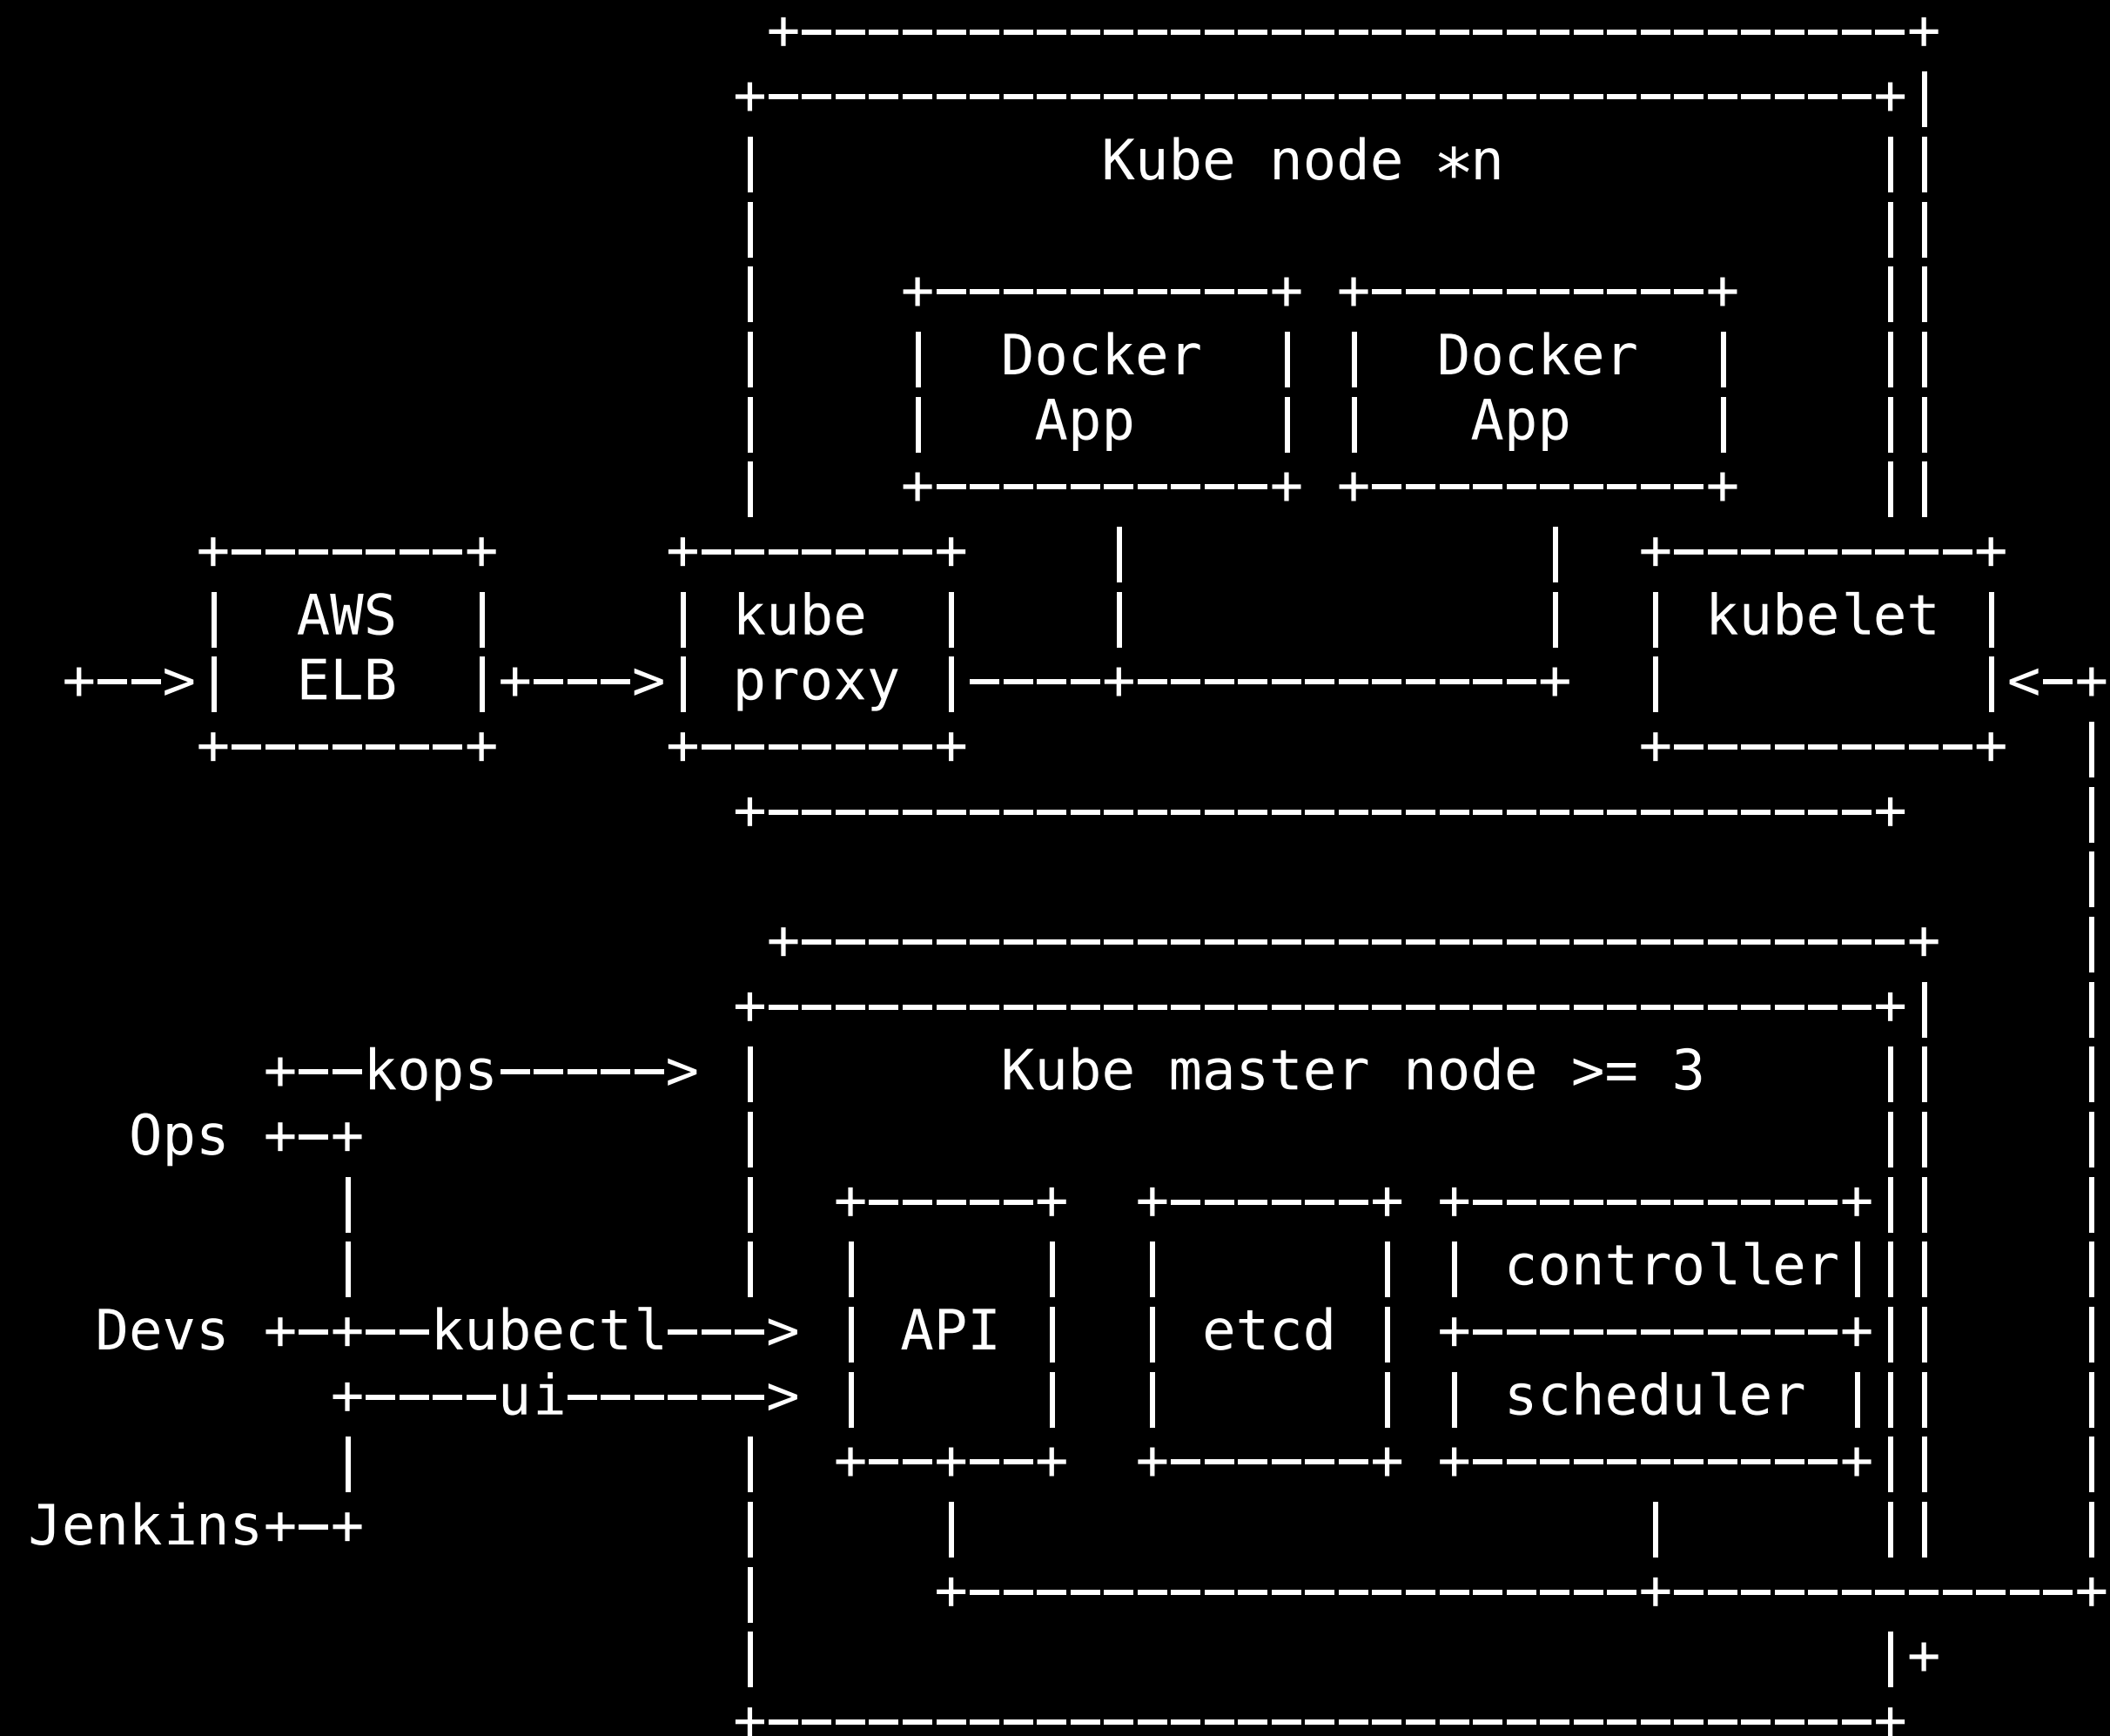 Kube node *n
Docker Docker
App App
AWS kube kubelet
ELB proxy
kops Kube master node >= 3
Ops
controller
Devs kubectl API etcd
ui scheduler
Jenkins